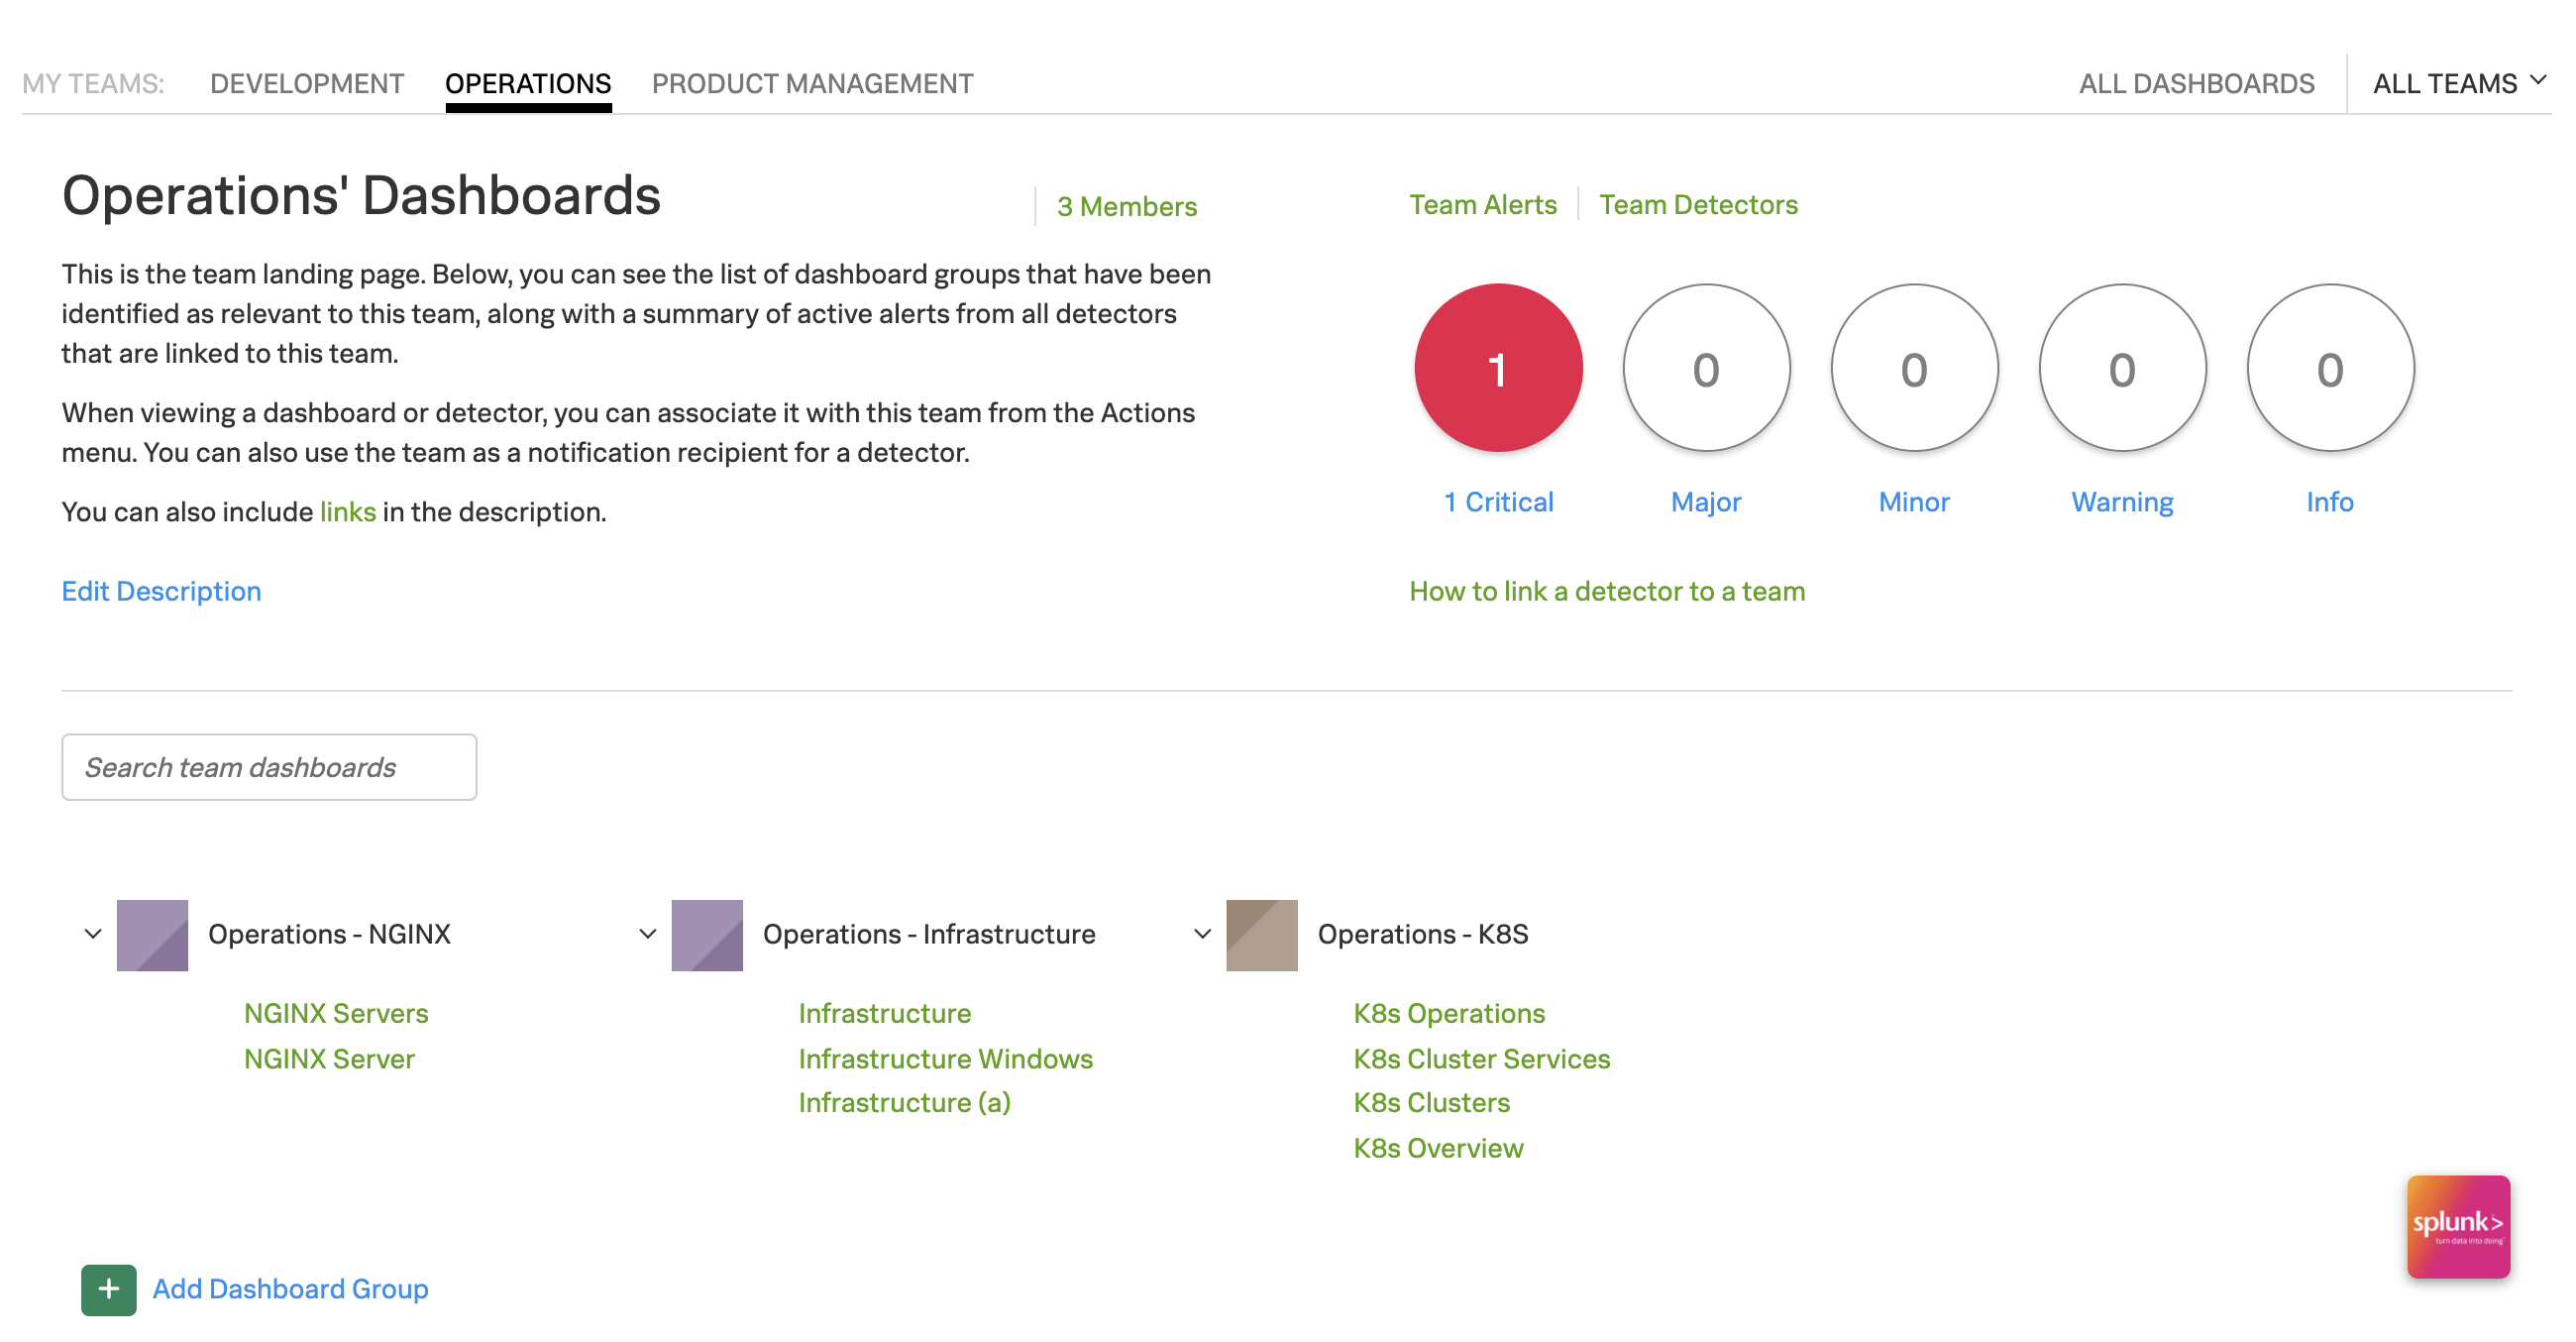 MY TEAMS: DEVELOPMENT OPERATIONS PRODUCT MANAGEMENT ALL DASHBOARDS ALL TEAMS
Operations' Dashboards
3 Members
This is the team landing page. Below, you can see the list of dashboard groups that have been
identified as relevant to this team, along with a summary of active alerts from all detectors
that are linked to this team.
When viewing a dashboard or detector, you can associate it with this team from the Actions
menu. You can also use the team as a notification recipient for a detector.
You can also include links in the description.
Edit Description
Team Alerts Team Detectors
1 0 0 0 0
1 Critical Major Minor Warning Info
How to link a detector to a team
Search team dashboards
Operations - NGINX
NGINX Servers
NGINX Server
Operations - Infrastructure
Infrastructure
Infrastructure Windows
Infrastructure (a)
Operations - K8S
K8s Operations
K8s Cluster Services
K8s Clusters
K8s Overview
+ Add Dashboard Group
splunk>
turn data into doing